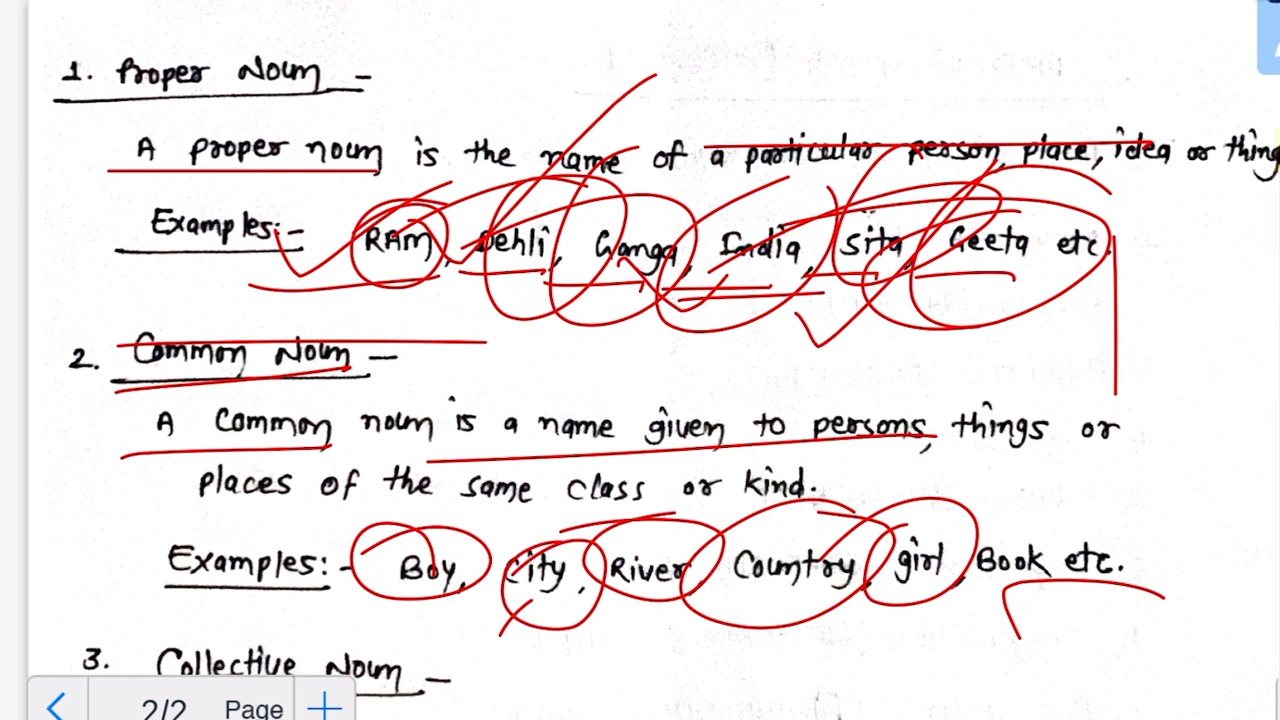 1. Proper Noun -
A proper noun is the name of a particular person, place, idea or thing
Examples:- RAM, Dehli, Ganga, India, Sita, Geeta etc.
2. Common Noun -
A Common noun is a name given to persons, things or
places of the same class or kind.
Examples:- Boy, City, River, Country, girl, Book etc.
3. Collective Noun -
2/2 Page